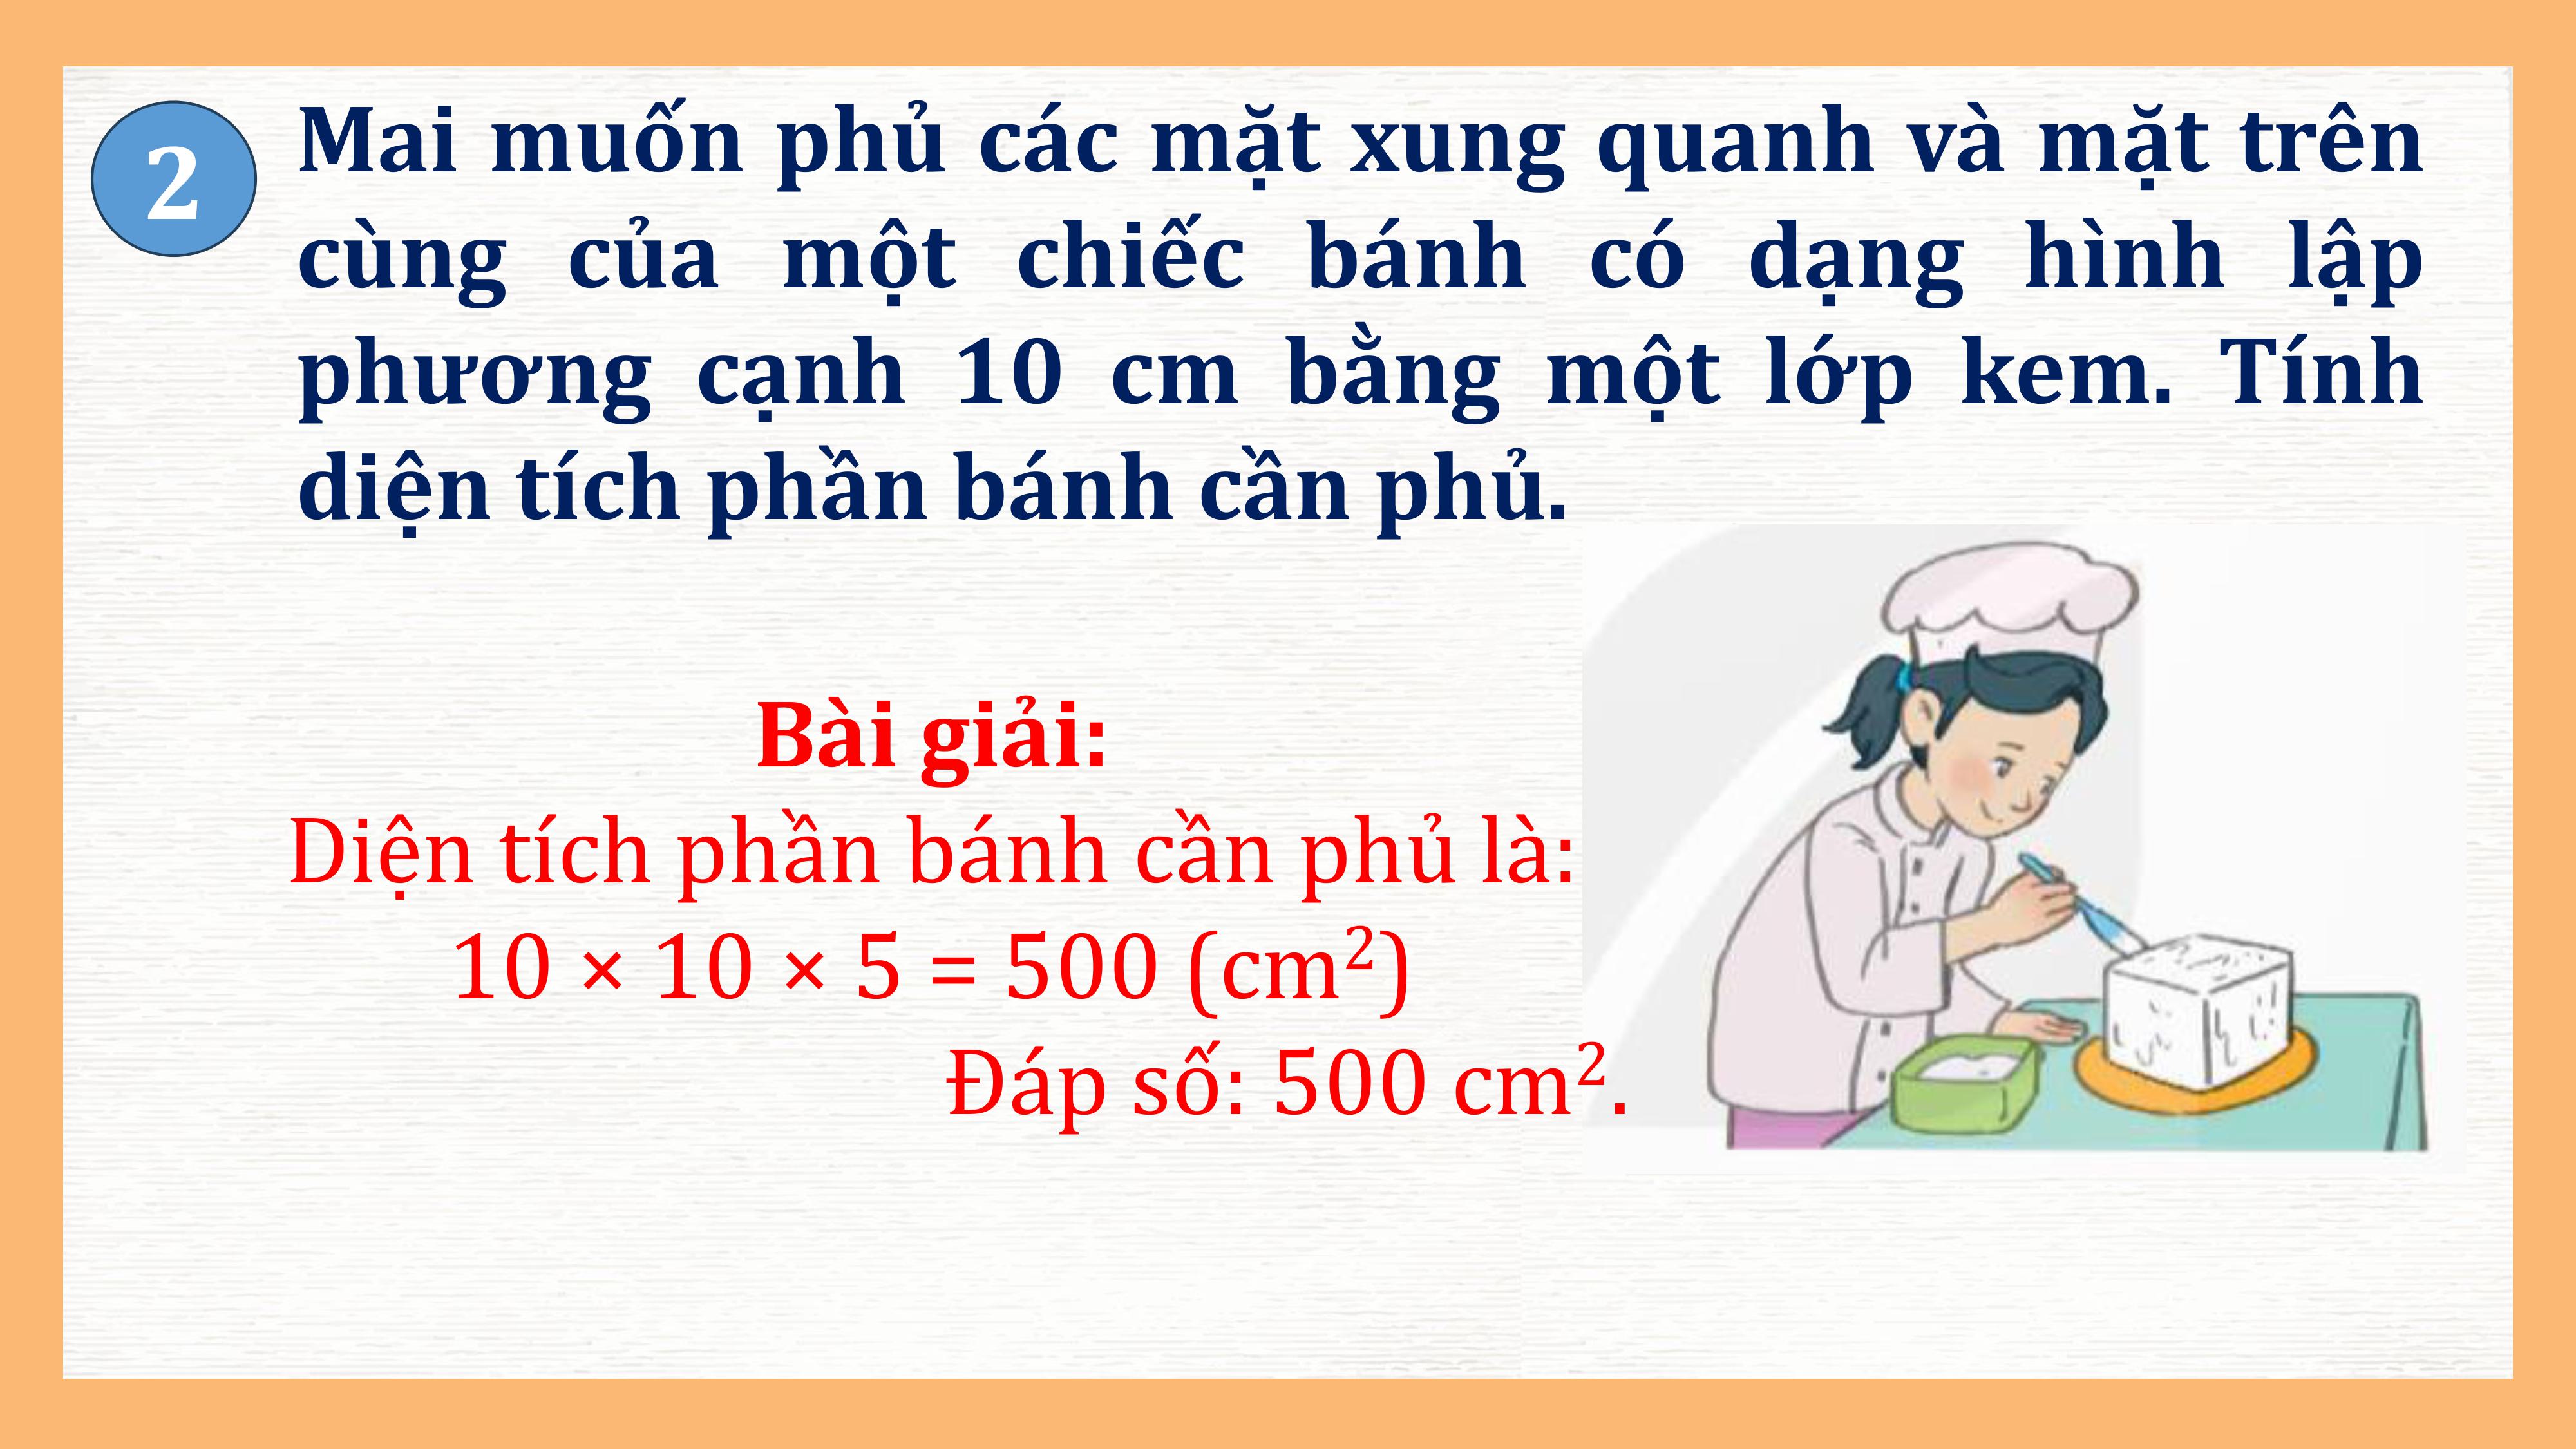 2
Mai muốn phủ các mặt xung quanh và mặt trên
cùng của một chiếc bánh có dạng hình lập
phương cạnh 10 cm bằng một lớp kem. Tính
diện tích phần bánh cần phủ.
Bài giải:
Diện tích phần bánh cần phủ là:
10 × 10 × 5 = 500 (cm²)
Đáp số: 500 cm².